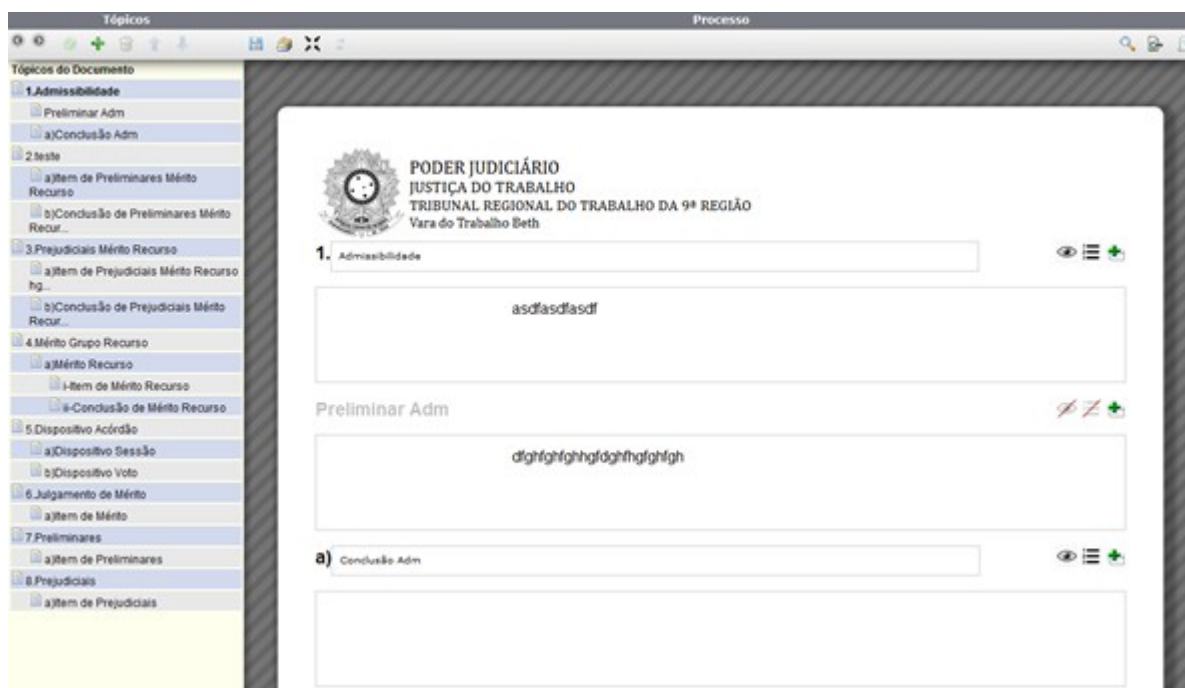 Tópicos
Processo
Tópicos do Documento
1.Admissibilidade
Preliminar Adm
a)Conclusão Adm
2.teste
a)Item de Preliminares Mérito
Recurso
b)Conclusão de Preliminares Mérito
Recur...
3.Prejudiciais Mérito Recurso
a)Item de Prejudiciais Mérito Recurso
hg...
b)Conclusão de Prejudiciais Mérito
Recur...
4.Mérito Grupo Recurso
a)Mérito Recurso
i-Item de Mérito Recurso
ii-Conclusão de Mérito Recurso
5.Dispositivo Acórdão
a)Dispositivo Sessão
b)Dispositivo Voto
6.Julgamento de Mérito
a)Item de Mérito
7.Preliminares
a)Item de Preliminares
8.Prejudiciais
a)Item de Prejudiciais
PODER JUDICIÁRIO
JUSTIÇA DO TRABALHO
TRIBUNAL REGIONAL DO TRABALHO DA 9ª REGIÃO
Vara do Trabalho Beth
1. Admissibilidade
asdfasdfasdf
Preliminar Adm
dfghfghfghhgfdghfhgfghfgh
a) Conclusão Adm